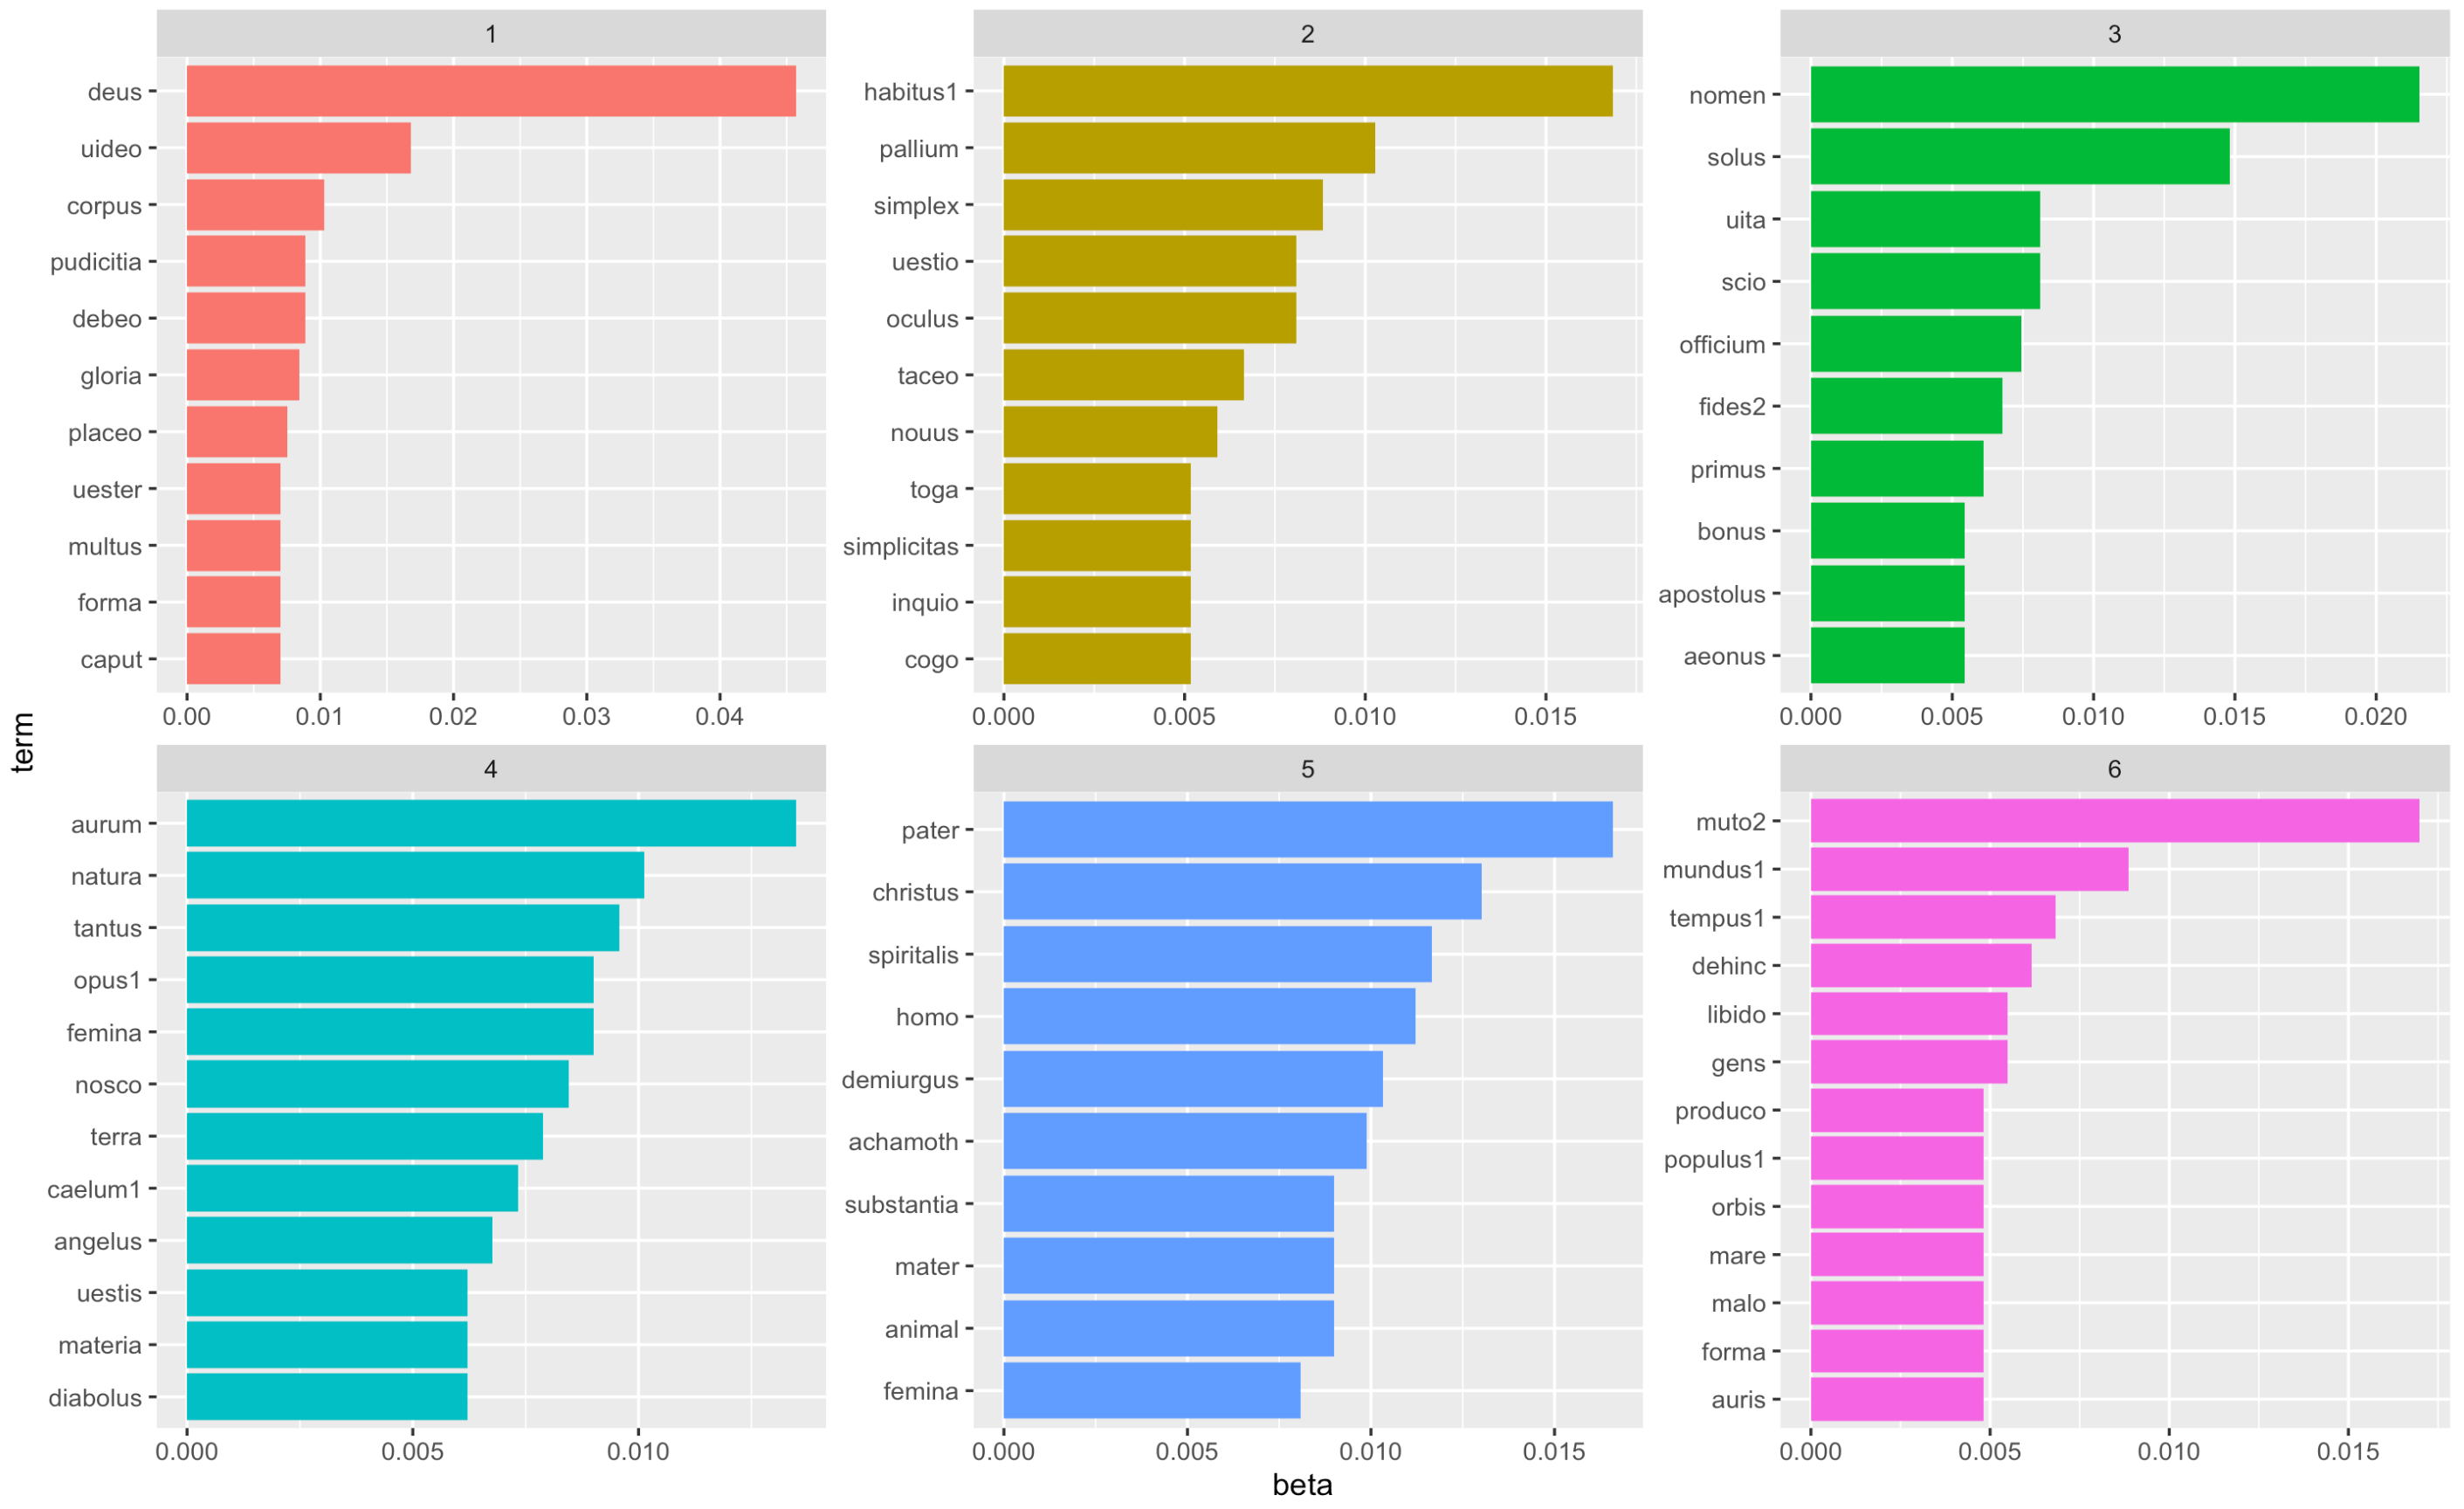 1
deus
uideo
corpus
pudicitia
debeo
gloria
placeo
uester
multus
forma
caput
0.00 0.01 0.02 0.03 0.04
2
habitus1
pallium
simplex
uestio
oculus
taceo
nouus
toga
simplicitas
inquio
cogo
0.000 0.005 0.010 0.015
3
nomen
solus
uita
scio
officium
fides2
primus
bonus
apostolus
aeonus
0.000 0.005 0.010 0.015 0.020
term
4
aurum
natura
tantus
opus1
femina
nosco
terra
caelum1
angelus
uestis
materia
diabolus
0.000 0.005 0.010
5
pater
christus
spiritalis
homo
demiurgus
achamoth
substantia
mater
animal
femina
0.000 0.005 0.010 0.015
6
muto2
mundus1
tempus1
dehinc
libido
gens
produco
populus1
orbis
mare
malo
forma
auris
0.000 0.005 0.010 0.015
beta